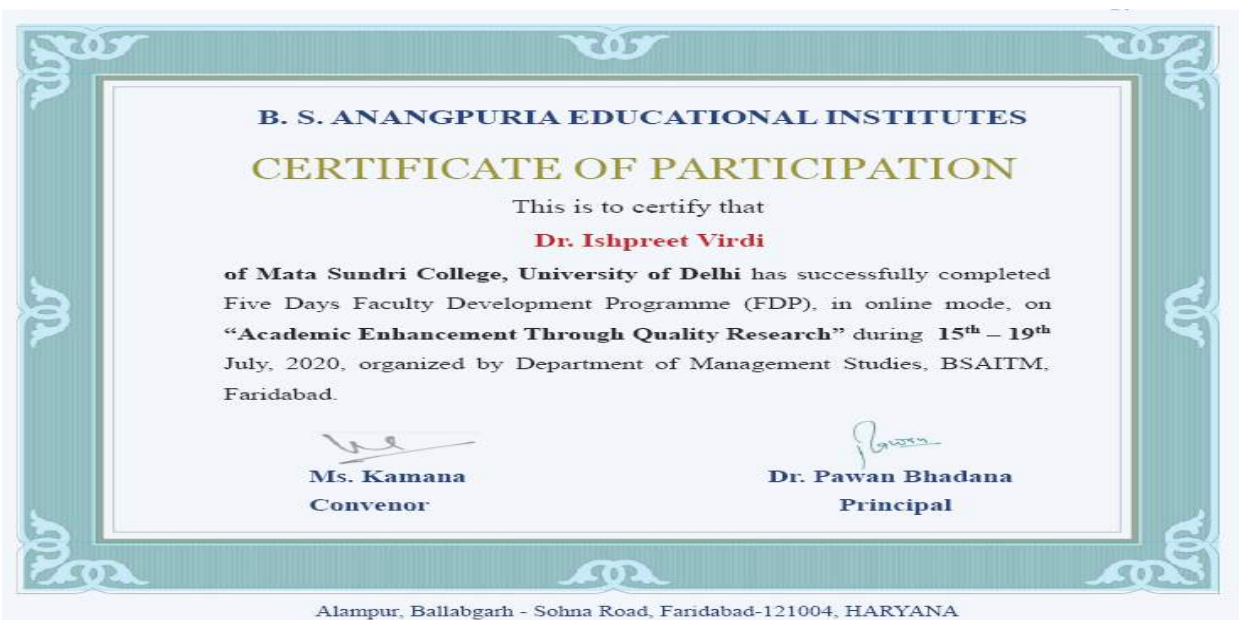 B. S. ANANGPURIA EDUCATIONAL INSTITUTES
CERTIFICATE OF PARTICIPATION
This is to certify that
Dr. Ishpreet Virdi
of Mata Sundri College, University of Delhi has successfully completed
Five Days Faculty Development Programme (FDP), in online mode, on
“Academic Enhancement Through Quality Research” during 15th – 19th
July, 2020, organized by Department of Management Studies, BSAITM,
Faridabad.
Ms. Kamana
Convenor
Dr. Pawan Bhadana
Principal
Alampur, Ballabgarh - Sohna Road, Faridabad-121004, HARYANA